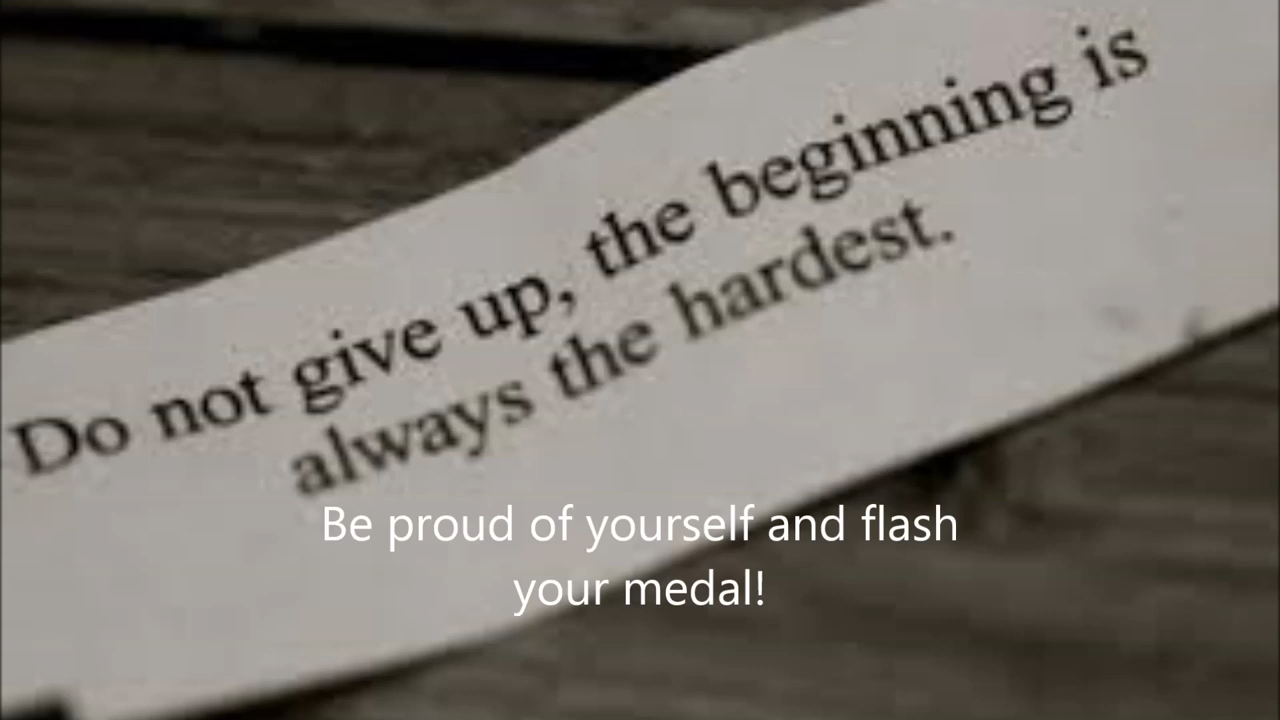 Do not give up, the beginning is
always the hardest.
Be proud of yourself and flash
your medal!